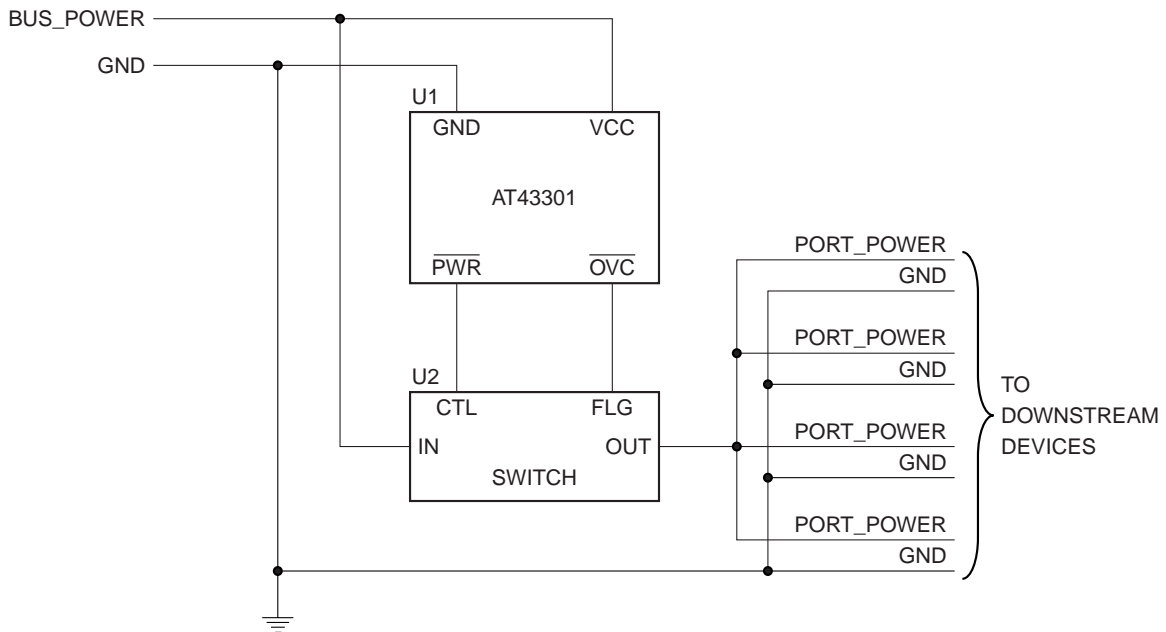 BUS_POWER
GND
U1
GND VCC
AT43301
PWR OVC
U2
CTL FLG
IN OUT
SWITCH
PORT_POWER
GND
PORT_POWER
GND
PORT_POWER
GND
PORT_POWER
GND
TO
DOWNSTREAM
DEVICES